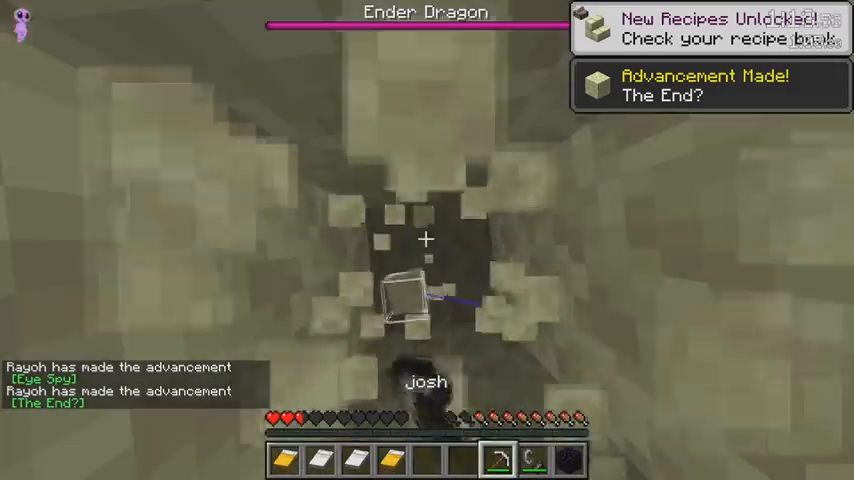 Ender Dragon
New Recipes Unlocked!
Check your recipe book
Advancement Made!
The End?
Rayoh has made the advancement
[Eye Spy]
Rayoh has made the advancement
[The End?]
josh